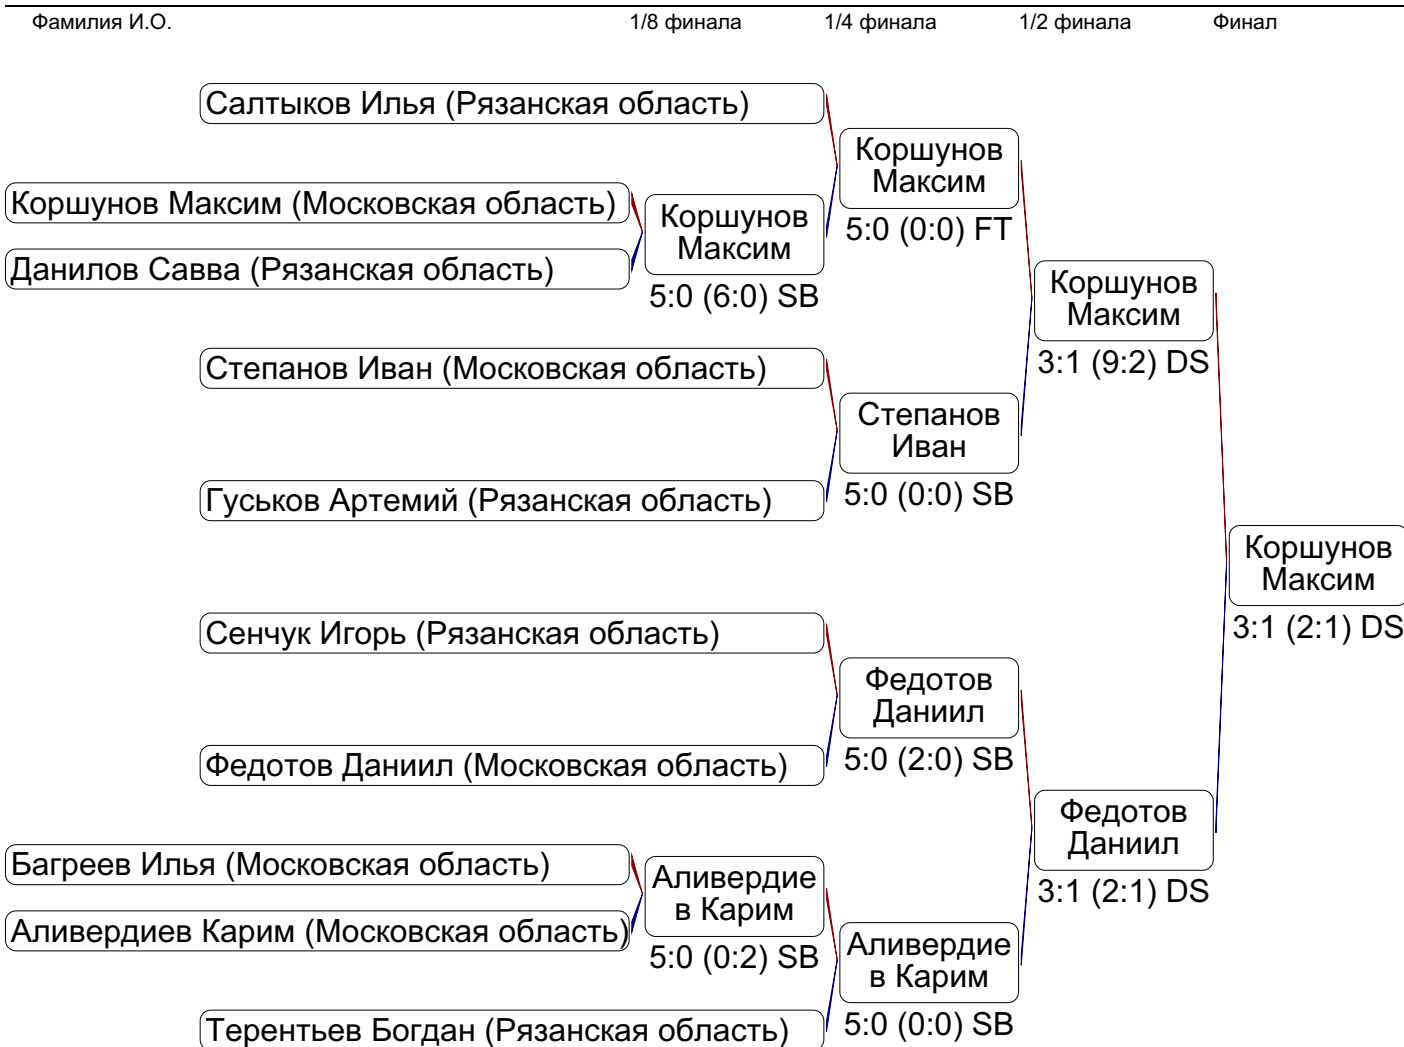 Фамилия И.О. 1/8 финала 1/4 финала 1/2 финала Финал
Салтыков Илья (Рязанская область)
Коршунов
Максим
5:0 (0:0) FT
Коршунов Максим (Московская область)
Данилов Савва (Рязанская область)
Коршунов
Максим
5:0 (6:0) SB
Коршунов
Максим
3:1 (9:2) DS
Степанов Иван (Московская область)
Степанов
Иван
5:0 (0:0) SB
Гуськов Артемий (Рязанская область)
Коршунов
Максим
3:1 (2:1) DS
Сенчук Игорь (Рязанская область)
Федотов
Даниил
5:0 (2:0) SB
Федотов Даниил (Московская область)
Федотов
Даниил
3:1 (2:1) DS
Багреев Илья (Московская область)
Аливердиев Карим (Московская область)
Аливердие
в Карим
5:0 (0:2) SB
Аливердие
в Карим
5:0 (0:0) SB
Терентьев Богдан (Рязанская область)